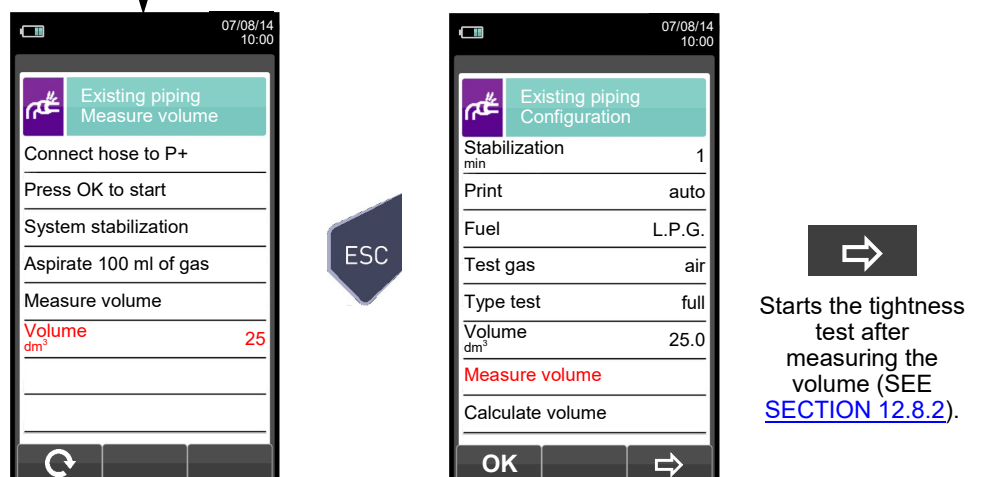 07/08/14
10:00
Existing piping
Measure volume
Connect hose to P+
Press OK to start
System stabilization
Aspirate 100 ml of gas
Measure volume
Volume
dm³
25
ESC
07/08/14
10:00
Existing piping
Configuration
Stabilization
min
1
Print auto
Fuel L.P.G.
Test gas air
Type test full
Volume
dm³
25.0
Measure volume
Calculate volume
OK
Starts the tightness
test after
measuring the
volume (SEE
SECTION 12.8.2).